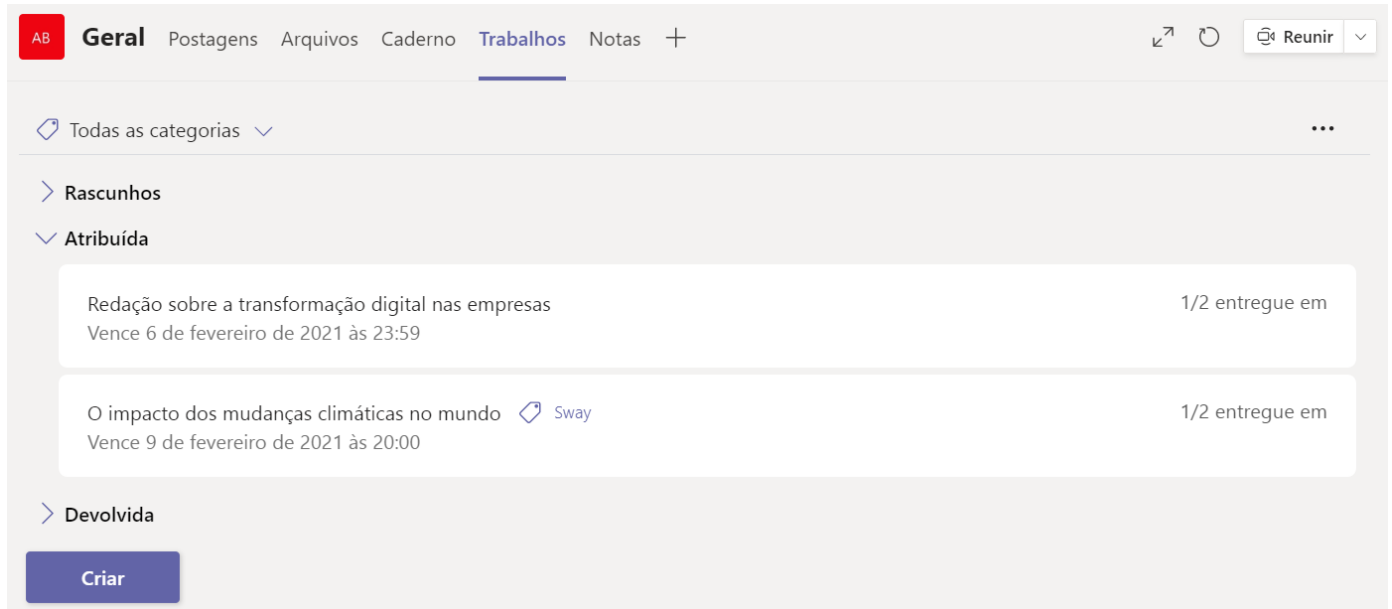 AB Geral Postagens Arquivos Caderno Trabalhos Notas Reunir
Todas as categorias
Rascunhos
Atribuída
Redação sobre a transformação digital nas empresas 1/2 entregue em
Vence 6 de fevereiro de 2021 às 23:59
O impacto dos mudanças climáticas no mundo Sway 1/2 entregue em
Vence 9 de fevereiro de 2021 às 20:00
Devolvida
Criar